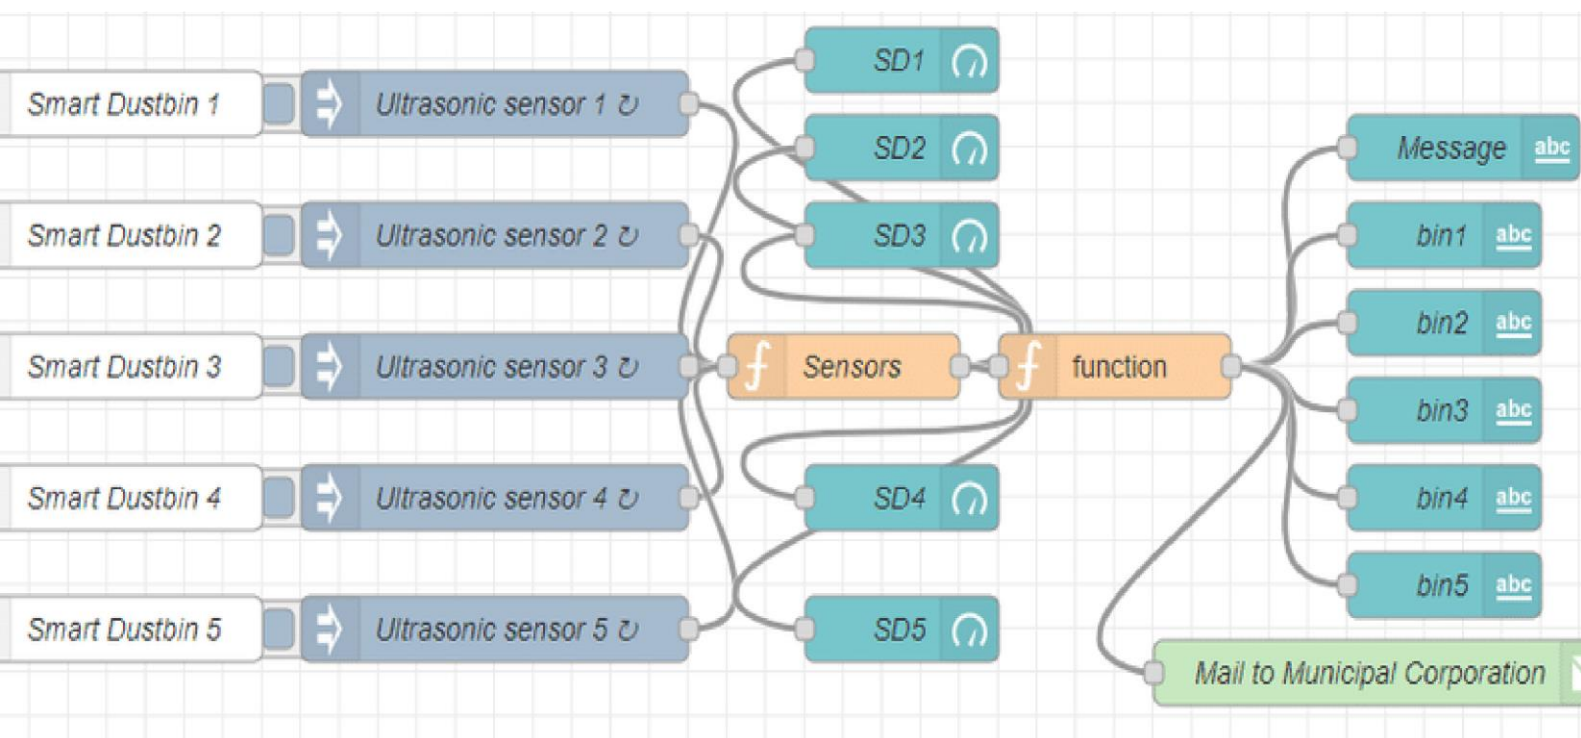 Smart Dustbin 1
Ultrasonic sensor 1 ↻
Smart Dustbin 2
Ultrasonic sensor 2 ↻
Smart Dustbin 3
Ultrasonic sensor 3 ↻
Smart Dustbin 4
Ultrasonic sensor 4 ↻
Smart Dustbin 5
Ultrasonic sensor 5 ↻
SD1
SD2
SD3
f Sensors
SD4
SD5
f function
Message abc
bin1 abc
bin2 abc
bin3 abc
bin4 abc
bin5 abc
Mail to Municipal Corporation